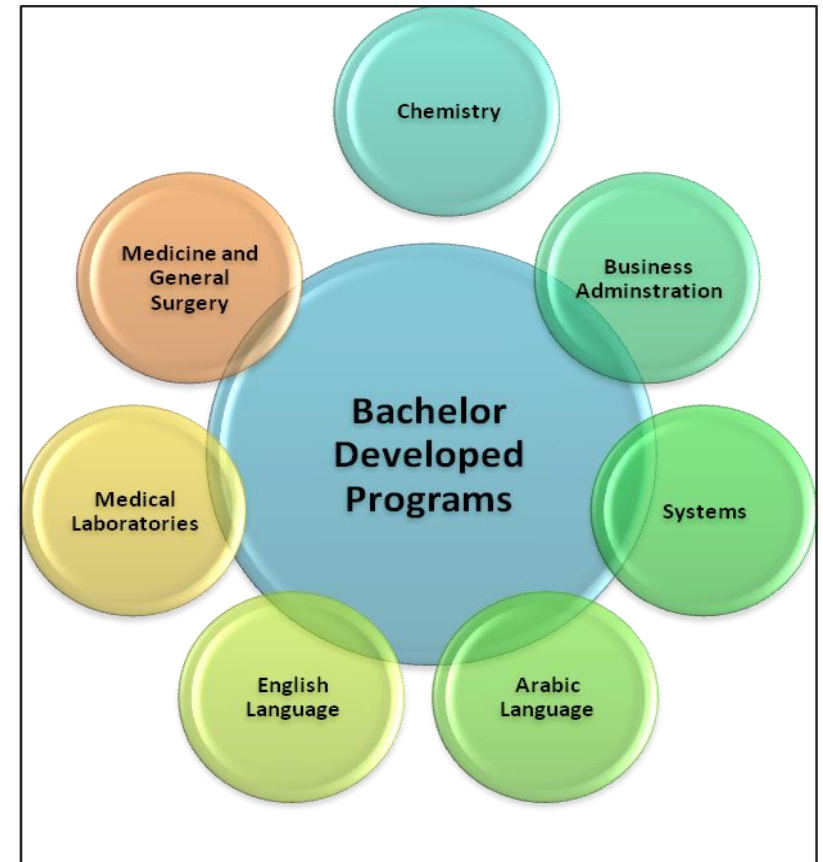 Chemistry
Medicine and
General
Surgery
Business
Adminstration
Bachelor
Developed
Programs
Medical
Laboratories
Systems
English
Language
Arabic
Language